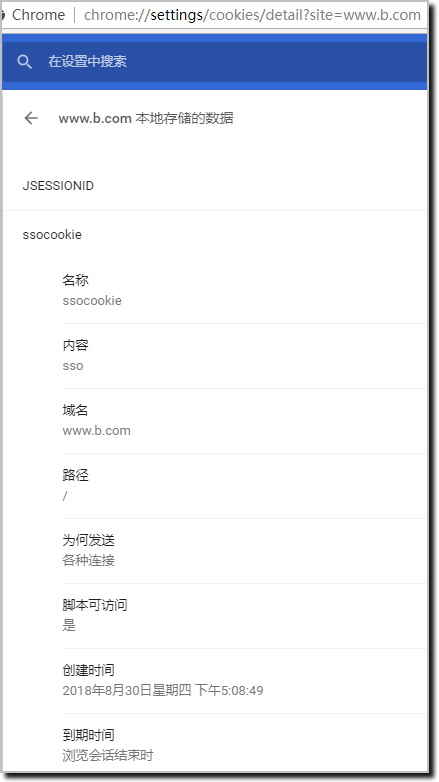 Chrome chrome://settings/cookies/detail?site=www.b.com
在设置中搜索
www.b.com 本地存储的数据
JSESSIONID
ssocookie
名称
ssocookie
内容
sso
域名
www.b.com
路径
/
为何发送
各种连接
脚本可访问
是
创建时间
2018年8月30日星期四 下午5:08:49
到期时间
浏览会话结束时